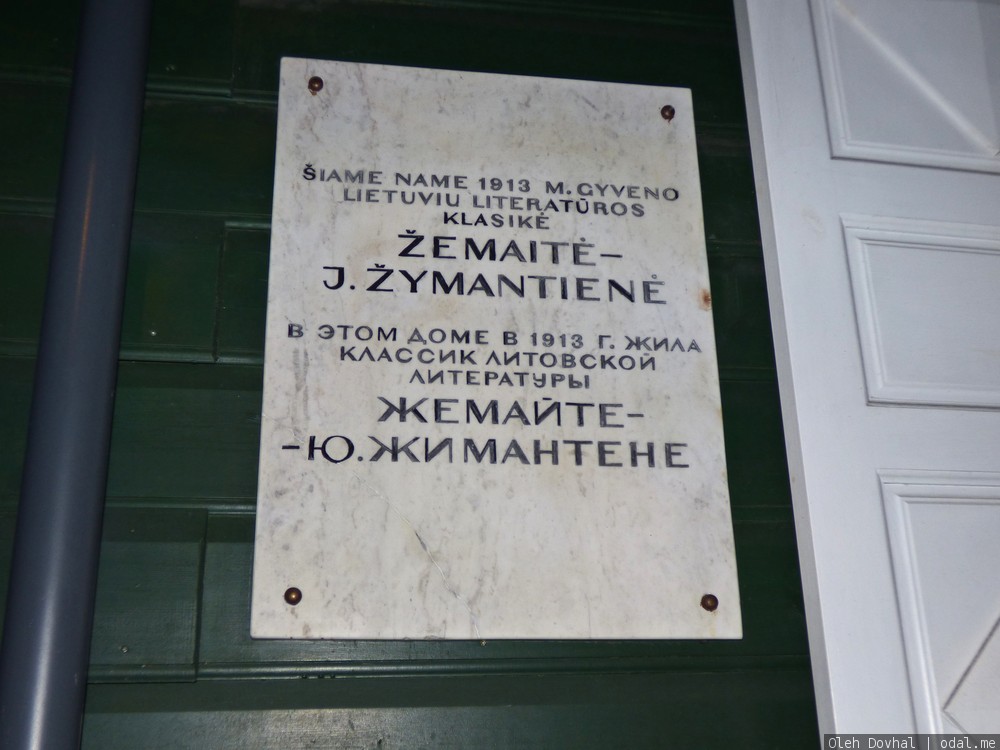 ŠIAME NAME 1913 M. GYVENO
LIETUVIU LITERATŪROS
KLASIKĖ
ŽEMAITĖ–
J. ŽYMANTIENĖ
В ЭТОМ ДОМЕ В 1913 Г. ЖИЛА
КЛАССИК ЛИТОВСКОЙ
ЛИТЕРАТУРЫ
ЖЕМАЙТЕ-
-Ю. ЖИМАНТЕНЕ
Oleh Dovhal | odal.me